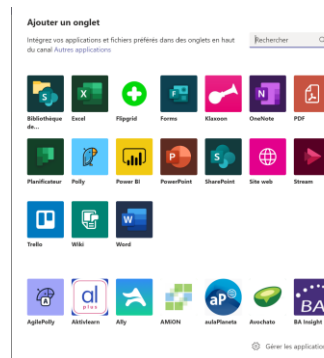 Ajouter un onglet
Intégrez vos applications et fichiers préférés dans des onglets en haut
du canal Autres applications
Rechercher
Bibliothèque de... Excel Flipgrid Forms Klaxoon OneNote PDF
Planificateur Polly Power BI PowerPoint SharePoint Site web Stream
Trello Wiki Word
AgilePolly Aktivlearn Ally AMiON aulaPlaneta Avochato BA Insight
Gérer les application